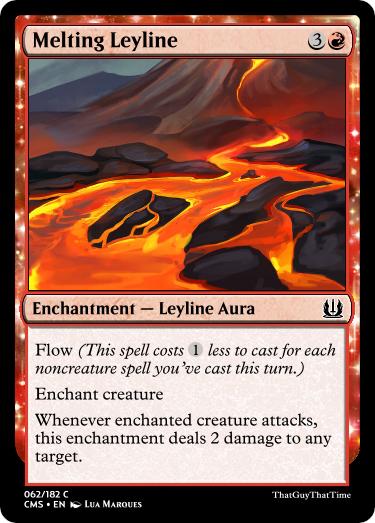 Melting Leyline 3
Enchantment — Leyline Aura
Flow (This spell costs 1 less to cast for each
noncreature spell you've cast this turn.)
Enchant creature
Whenever enchanted creature attacks,
this enchantment deals 2 damage to any
target.
062/182 C
CMS • EN Lua Marques
ThatGuyThatTime